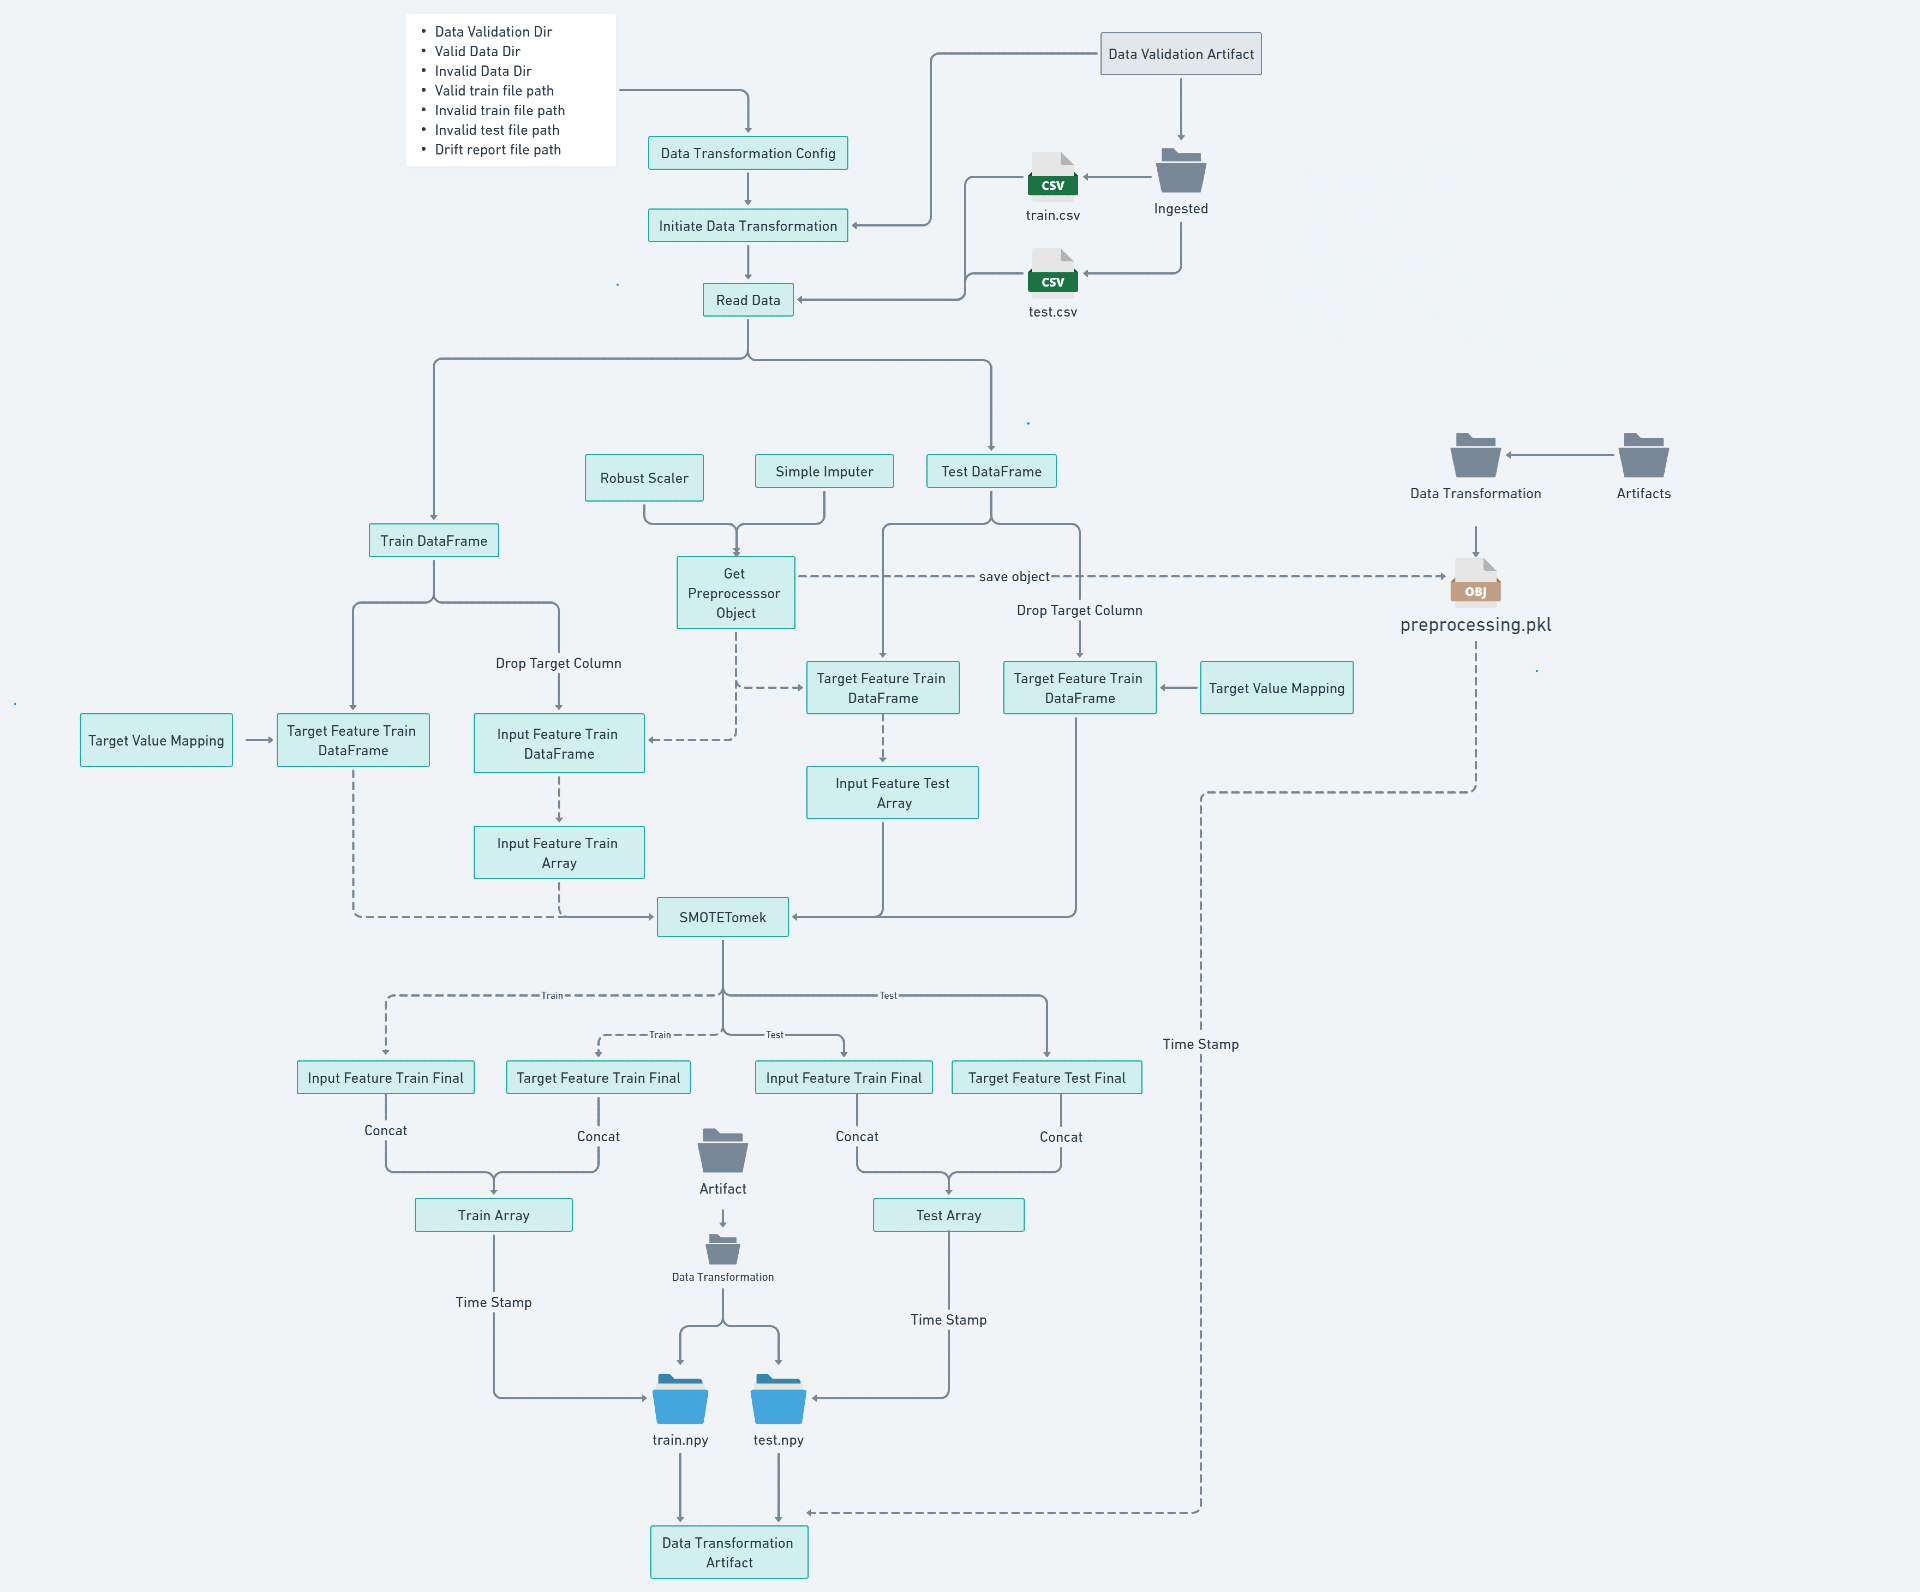 • Data Validation Dir
• Valid Data Dir
• Invalid Data Dir
• Valid train file path
• Invalid train file path
• Invalid test file path
• Drift report file path
Data Validation Artifact
Data Transformation Config
CSV
train.csv
Ingested
Initiate Data Transformation
CSV
test.csv
Read Data
Robust Scaler
Simple Imputer
Test DataFrame
Data Transformation
Artifacts
Train DataFrame
Get
Preprocesssor
Object
save object
OBJ
preprocessing.pkl
Drop Target Column
Drop Target Column
Target Feature Train
DataFrame
Target Feature Train
DataFrame
Target Value Mapping
Target Value Mapping
Target Feature Train
DataFrame
Input Feature Train
DataFrame
Input Feature Test
Array
Input Feature Train
Array
SMOTETomek
Train
Test
Train
Test
Time Stamp
Input Feature Train Final
Target Feature Train Final
Input Feature Train Final
Target Feature Test Final
Concat
Concat
Concat
Concat
Artifact
Train Array
Test Array
Data Transformation
Time Stamp
Time Stamp
train.npy
test.npy
Data Transformation
Artifact